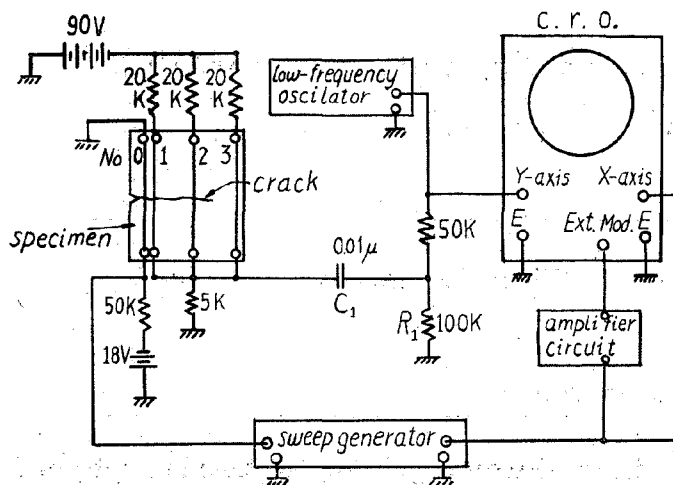 90V
C. r. o.
20 K
20 K
20 K
low-frequency
oscilator
No 0 1 2 3
crack
specimen
Y-axis
X-axis
E
Ext. Mod. E
50K
0.01μ
C1
R1 100K
50K
5K
18V
amplifier
circuit
sweep generator